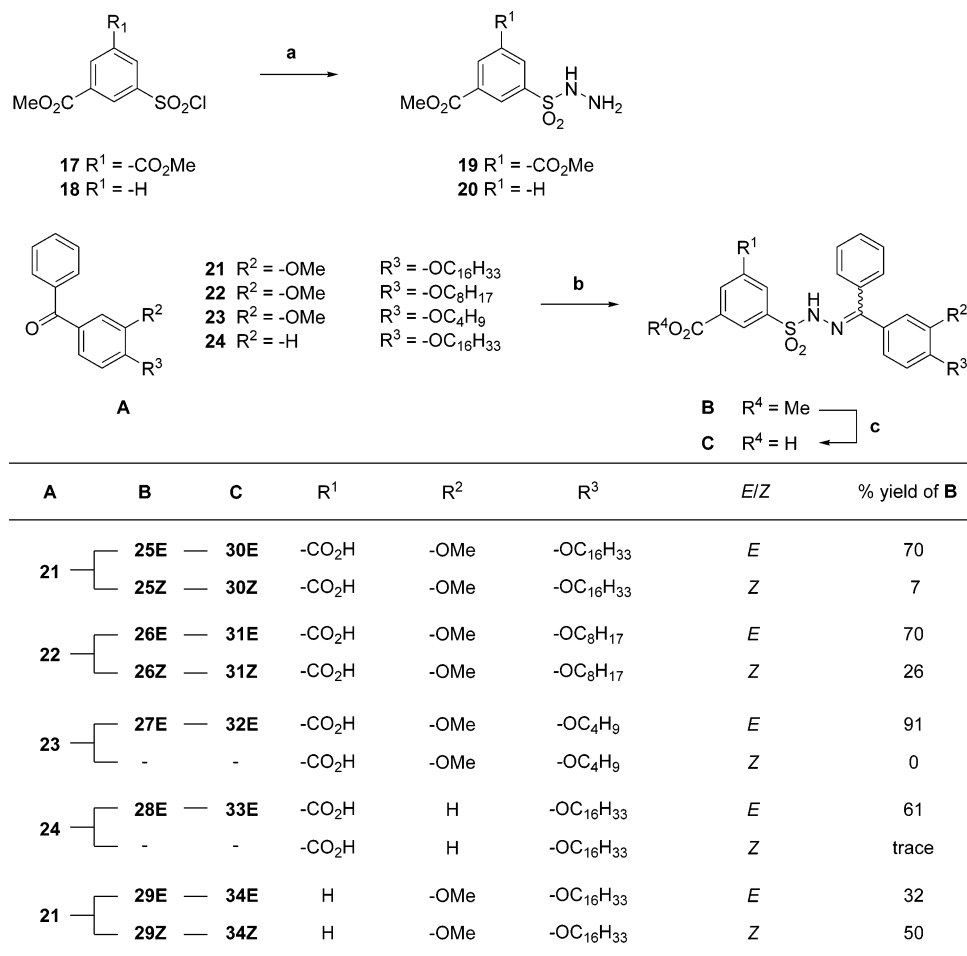 R₁ R¹
a
MeO₂C SO₂Cl MeO₂C S O₂ H N NH₂
17 R¹ = -CO₂Me 19 R¹ = -CO₂Me
18 R¹ = -H 20 R¹ = -H
O R² R³
21 R² = -OMe R³ = -OC₁₆H₃₃
22 R² = -OMe R³ = -OC₈H₁₇
23 R² = -OMe R³ = -OC₄H₉
24 R² = -H R³ = -OC₁₆H₃₃
b
R¹ R⁴O₂C S O₂ H N N R² R³
A B R⁴ = Me
C R⁴ = H c
A B C R¹ R² R³ E/Z % yield of B
21 25E — 30E -CO₂H -OMe -OC₁₆H₃₃ E 70
25Z — 30Z -CO₂H -OMe -OC₁₆H₃₃ Z 7
22 26E — 31E -CO₂H -OMe -OC₈H₁₇ E 70
26Z — 31Z -CO₂H -OMe -OC₈H₁₇ Z 26
23 27E — 32E -CO₂H -OMe -OC₄H₉ E 91
- - -CO₂H -OMe -OC₄H₉ Z 0
24 28E — 33E -CO₂H H -OC₁₆H₃₃ E 61
- - -CO₂H H -OC₁₆H₃₃ Z trace
21 29E — 34E H -OMe -OC₁₆H₃₃ E 32
29Z — 34Z H -OMe -OC₁₆H₃₃ Z 50